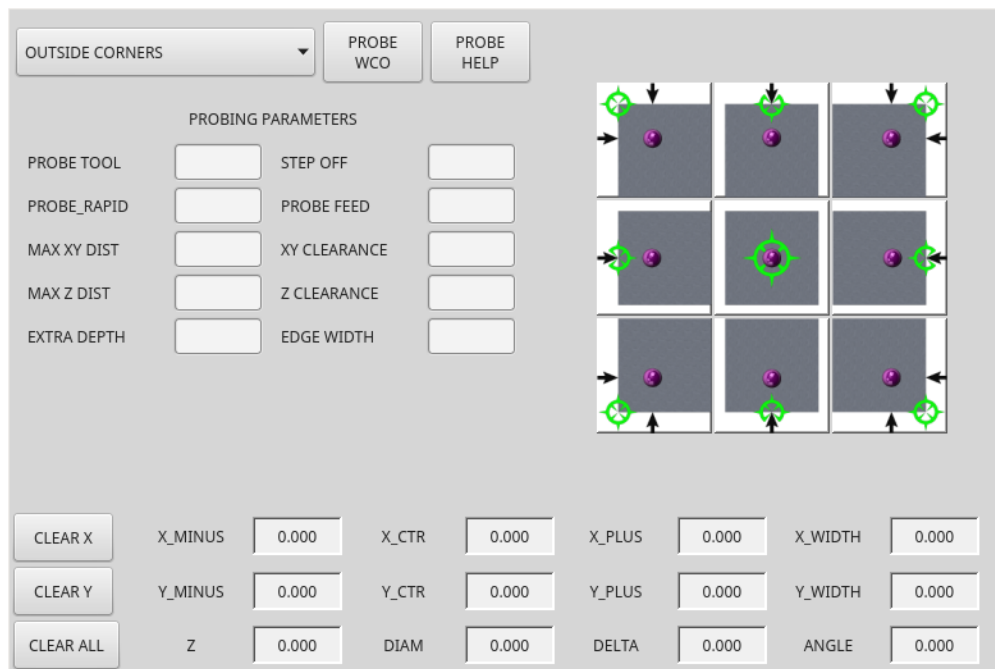 OUTSIDE CORNERS
PROBE
WCO
PROBE
HELP
PROBING PARAMETERS
PROBE TOOL STEP OFF
PROBE_RAPID PROBE FEED
MAX XY DIST XY CLEARANCE
MAX Z DIST Z CLEARANCE
EXTRA DEPTH EDGE WIDTH
CLEAR X X_MINUS 0.000 X_CTR 0.000 X_PLUS 0.000 X_WIDTH 0.000
CLEAR Y Y_MINUS 0.000 Y_CTR 0.000 Y_PLUS 0.000 Y_WIDTH 0.000
CLEAR ALL Z 0.000 DIAM 0.000 DELTA 0.000 ANGLE 0.000